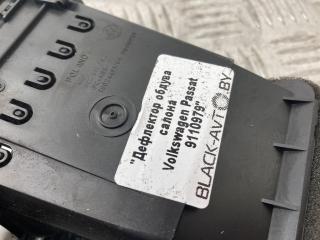 "Дефлектор обдува
салона
Volkswagen Passat
9110979"
BLACK-AVTO.BY